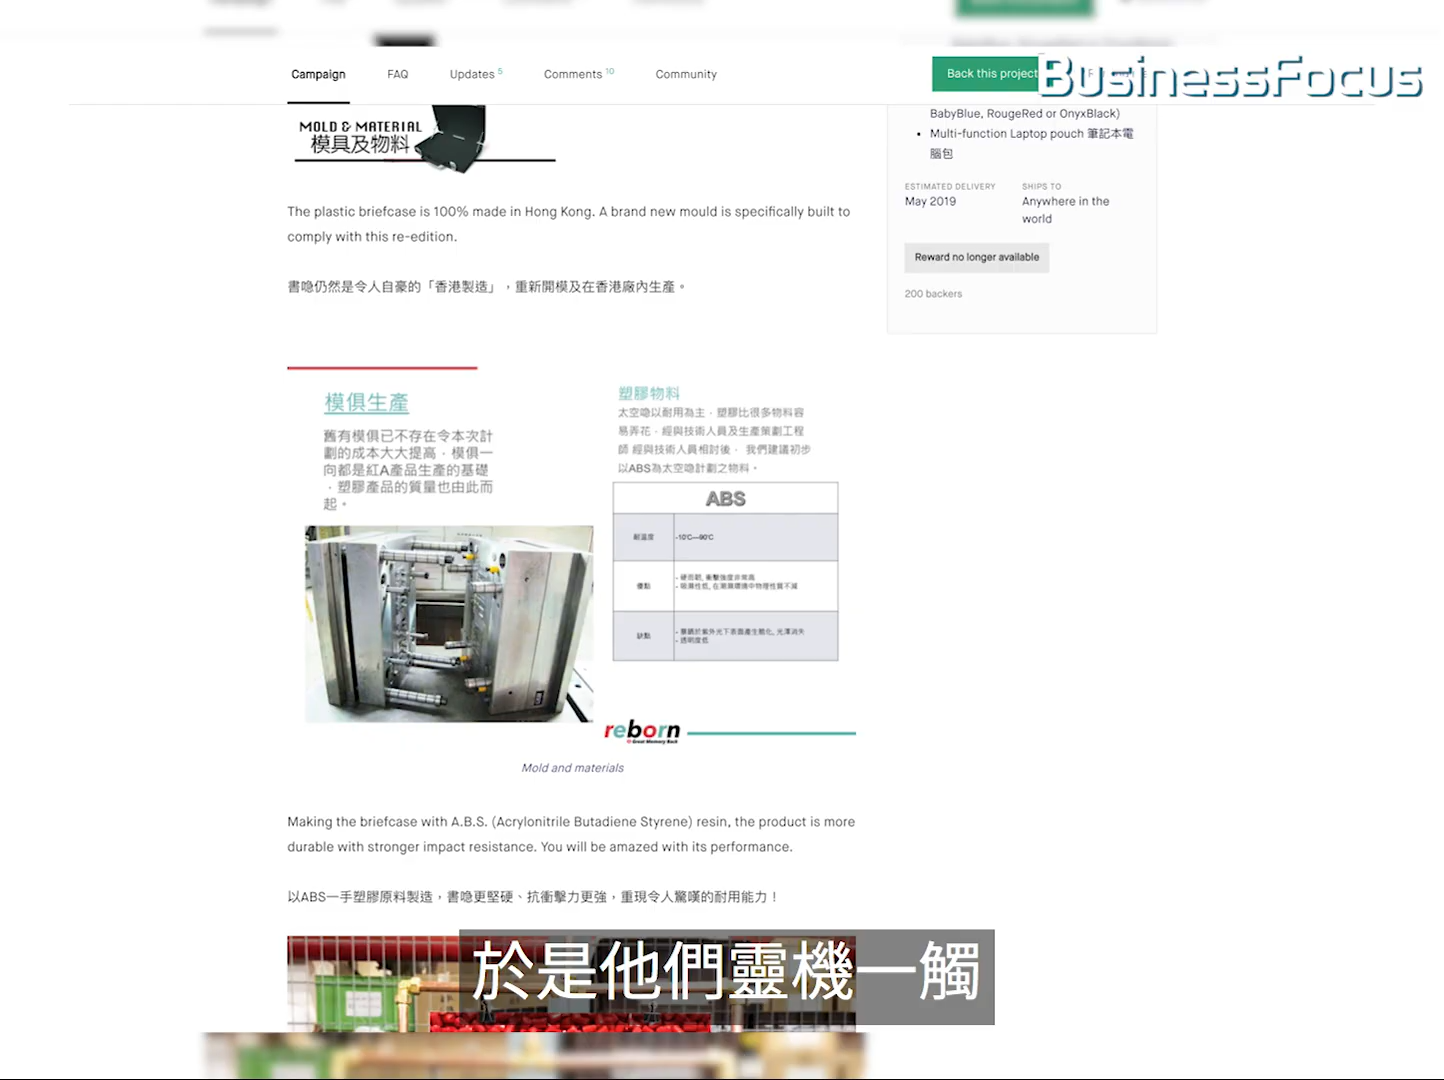 Campaign
FAQ
Updates 5
Comments 10
Community
Back this project
BusinessFocus
MOLD & MATERIAL
模具及物料
BabyBlue, RougeRed or OnyxBlack)
• Multi-function Laptop pouch 筆記本電
腦包
ESTIMATED DELIVERY
May 2019
SHIPS TO
Anywhere in the
world
Reward no longer available
200 backers
The plastic briefcase is 100% made in Hong Kong. A brand new mould is specifically built to
comply with this re-edition.
書喼仍然是令人自豪的「香港製造」，重新開模及在香港廠內生產。
模俱生產
舊有模俱已不存在令本次計
劃的成本大大提高，模俱一
向都是紅A產品生產的基礎
，塑膠產品的質量也由此而
起。
塑膠物料
太空喼以耐用為主，塑膠比很多物料容
易弄花，經與技術人員及生產策劃工程
師 經與技術人員相討後， 我們建議初步
以ABS為太空喼計劃之物料。
ABS
耐溫度
-10℃—90℃
優點
- 硬而韌, 衝擊強度非常高
- 吸濕性低, 在潮濕環境中物理性質不減
缺點
- 暴曬於紫外光下表面產生脆化, 光澤消失
- 透明度低
reborn
Great Memory Back
Mold and materials
Making the briefcase with A.B.S. (Acrylonitrile Butadiene Styrene) resin, the product is more
durable with stronger impact resistance. You will be amazed with its performance.
以ABS一手塑膠原料製造，書喼更堅硬、抗衝擊力更強，重現令人驚嘆的耐用能力！
於是他們靈機一觸